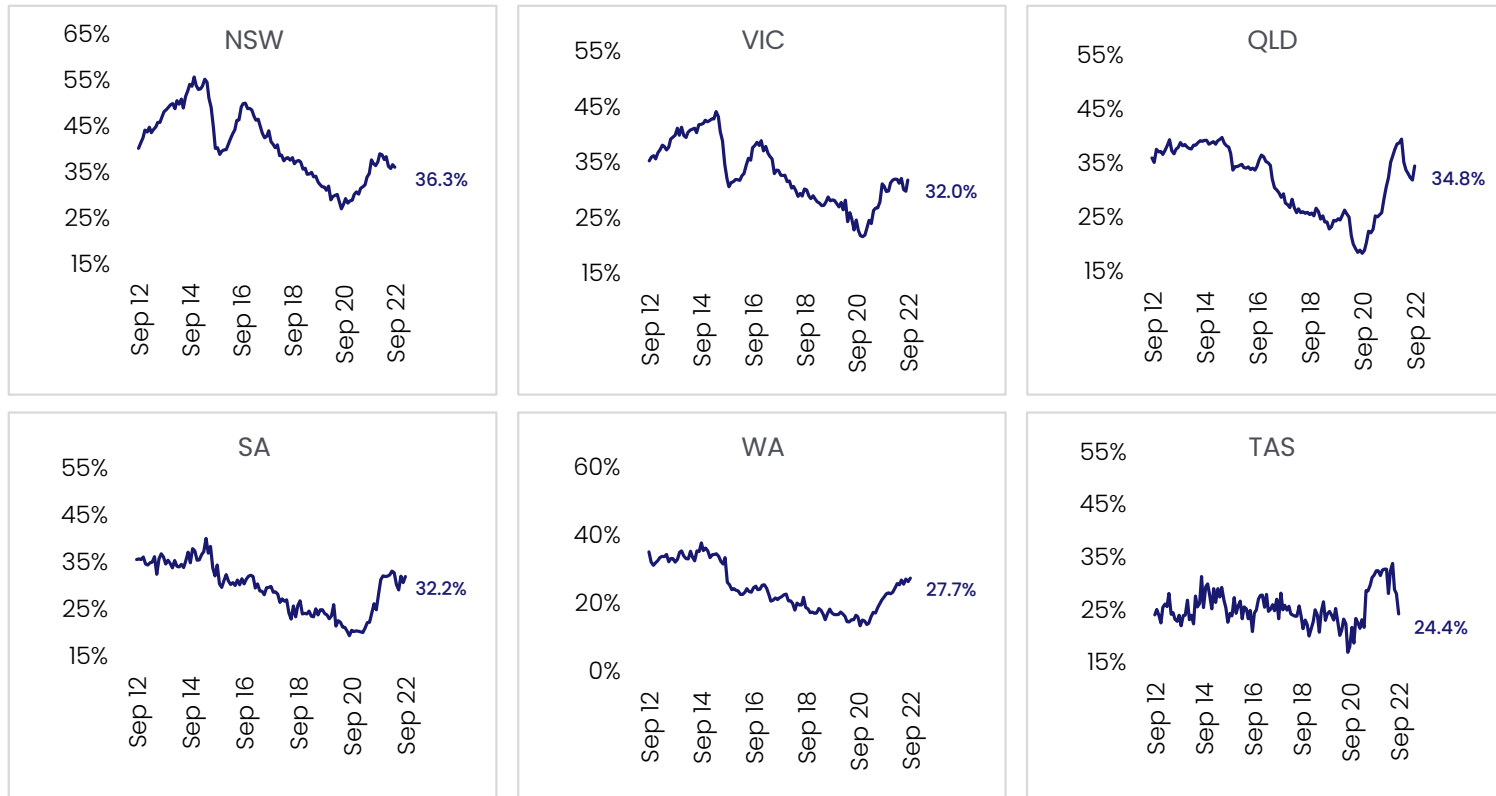 NSW
65%
55%
45%
35%
25%
15%
36.3%
Sep 12
Sep 14
Sep 16
Sep 18
Sep 20
Sep 22
VIC
55%
45%
35%
25%
15%
32.0%
Sep 12
Sep 14
Sep 16
Sep 18
Sep 20
Sep 22
QLD
55%
45%
35%
25%
15%
34.8%
Sep 12
Sep 14
Sep 16
Sep 18
Sep 20
Sep 22
SA
55%
45%
35%
25%
15%
32.2%
Sep 12
Sep 14
Sep 16
Sep 18
Sep 20
Sep 22
WA
60%
40%
20%
0%
27.7%
Sep 12
Sep 14
Sep 16
Sep 18
Sep 20
Sep 22
TAS
55%
45%
35%
25%
15%
24.4%
Sep 12
Sep 14
Sep 16
Sep 18
Sep 20
Sep 22